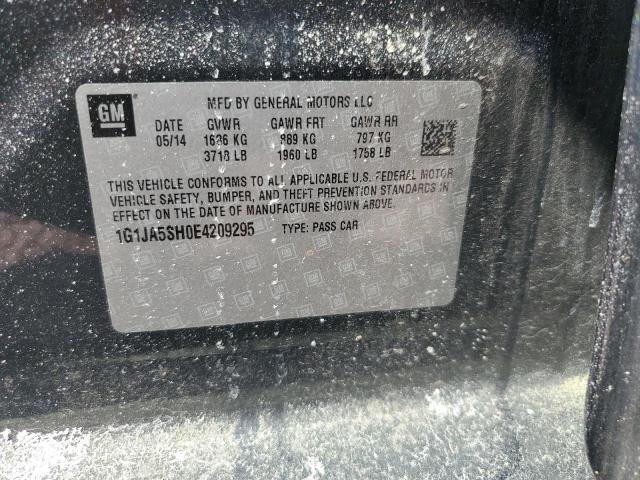 GM
MFD BY GENERAL MOTORS LLC
DATE GVWR GAWR FRT GAWR RR
05/14 1686 KG 889 KG 797 KG
3718 LB 1960 LB 1758 LB
THIS VEHICLE CONFORMS TO ALL APPLICABLE U.S. FEDERAL MOTOR
VEHICLE SAFETY, BUMPER, AND THEFT PREVENTION STANDARDS IN
EFFECT ON THE DATE OF MANUFACTURE SHOWN ABOVE.
1G1JA5SH0E4209295 TYPE: PASS CAR